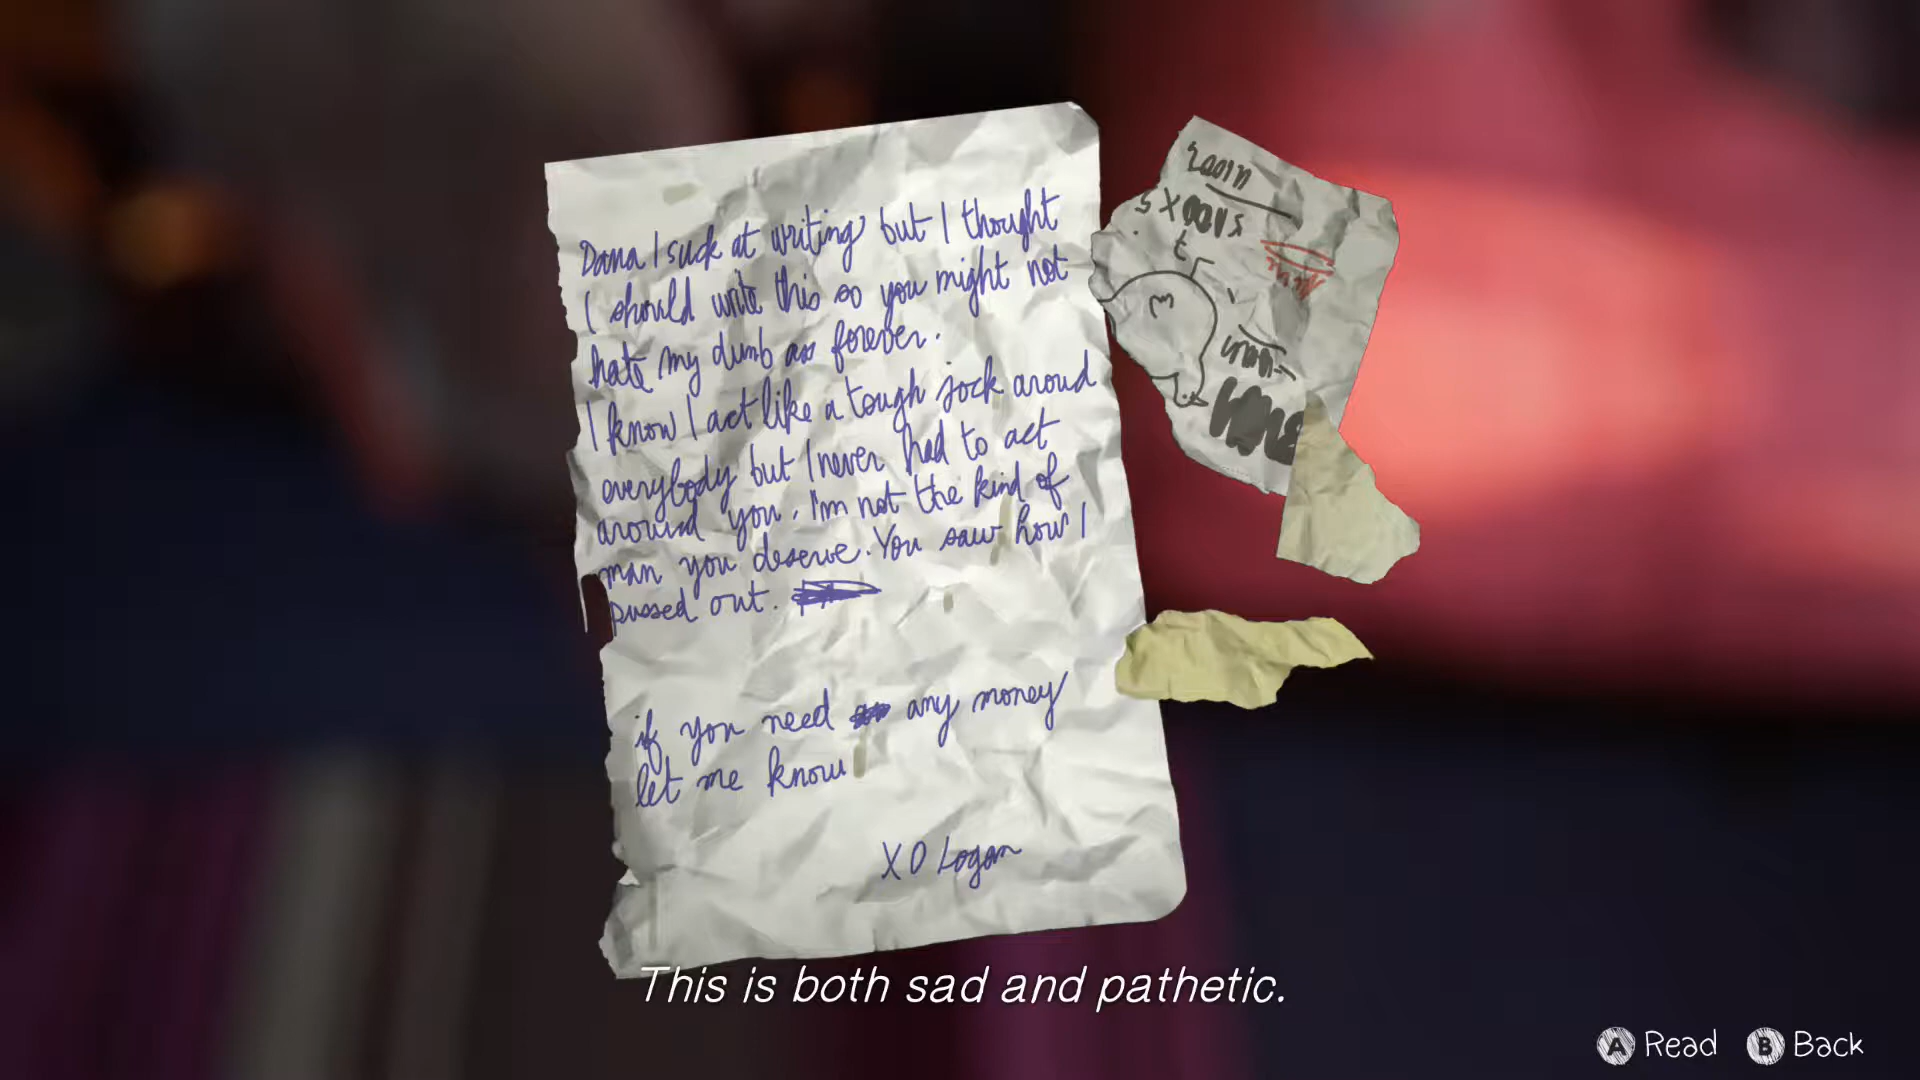 Dana I suck at writing but I thought
I should write this so you might not
hate my dumb ass forever.
I know I act like a tough jock aroud
everybody but I never had to act
around you. I'm not the kind of
man you deserve. You saw how I
pussed out.
if you need any money
let me know
XO Logan
room
This is both sad and pathetic.
A Read B Back